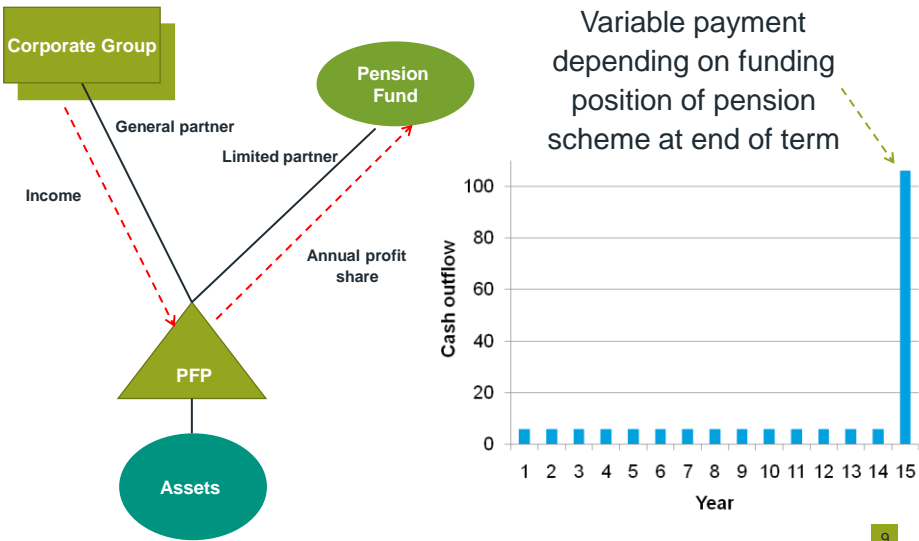 Corporate Group
Pension
Fund
General partner
Limited partner
Income
Annual profit
share
PFP
Assets
Variable payment
depending on funding
position of pension
scheme at end of term
Cash outflow
100
80
60
40
20
0
1 2 3 4 5 6 7 8 9 10 11 12 13 14 15
Year
9